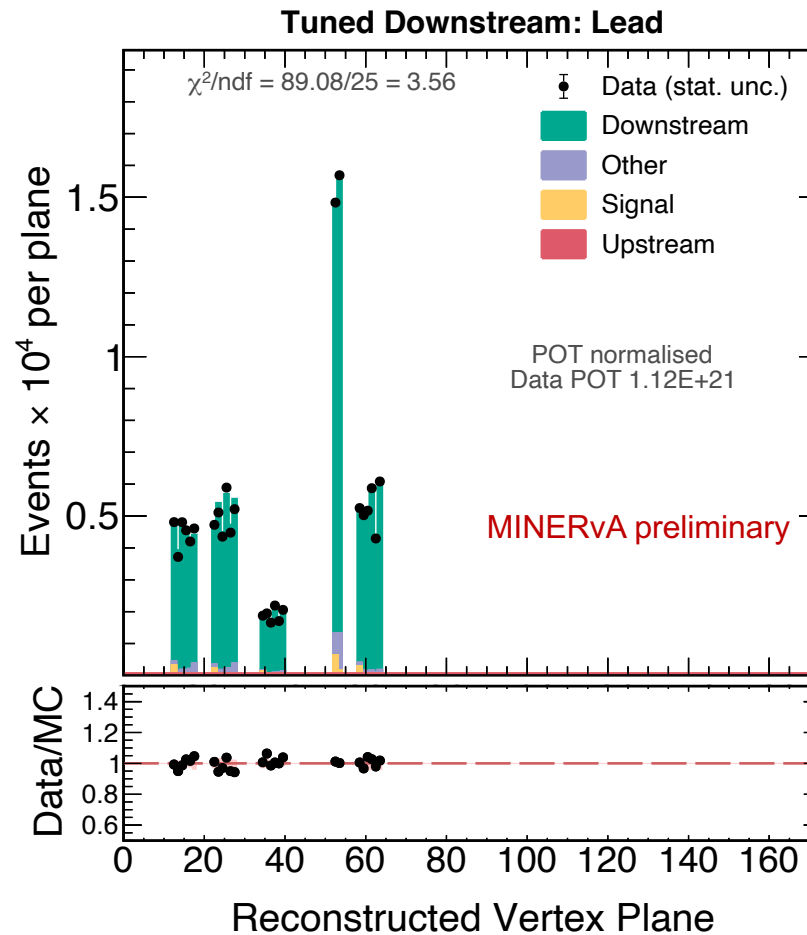 Tuned Downstream: Lead
χ²/ndf = 89.08/25 = 3.56
Data (stat. unc.)
Downstream
Other
Signal
Upstream
POT normalised
Data POT 1.12E+21
MINERvA preliminary
Events × 10⁴ per plane
1.5
1
0.5
Data/MC
1.4
1.2
1
0.8
0.6
0 20 40 60 80 100 120 140 160
Reconstructed Vertex Plane